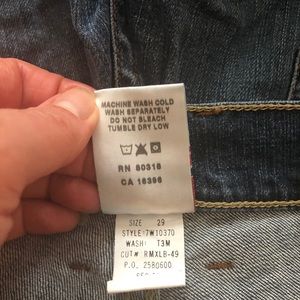 MACHINE WASH COLD
WASH SEPARATELY
DO NOT BLEACH
TUMBLE DRY LOW
RN 80318
CA 16396
SIZE 29
STYLE:7W10370
WASH: T3M
CUT# RMXLB-49
P.O. 2580600